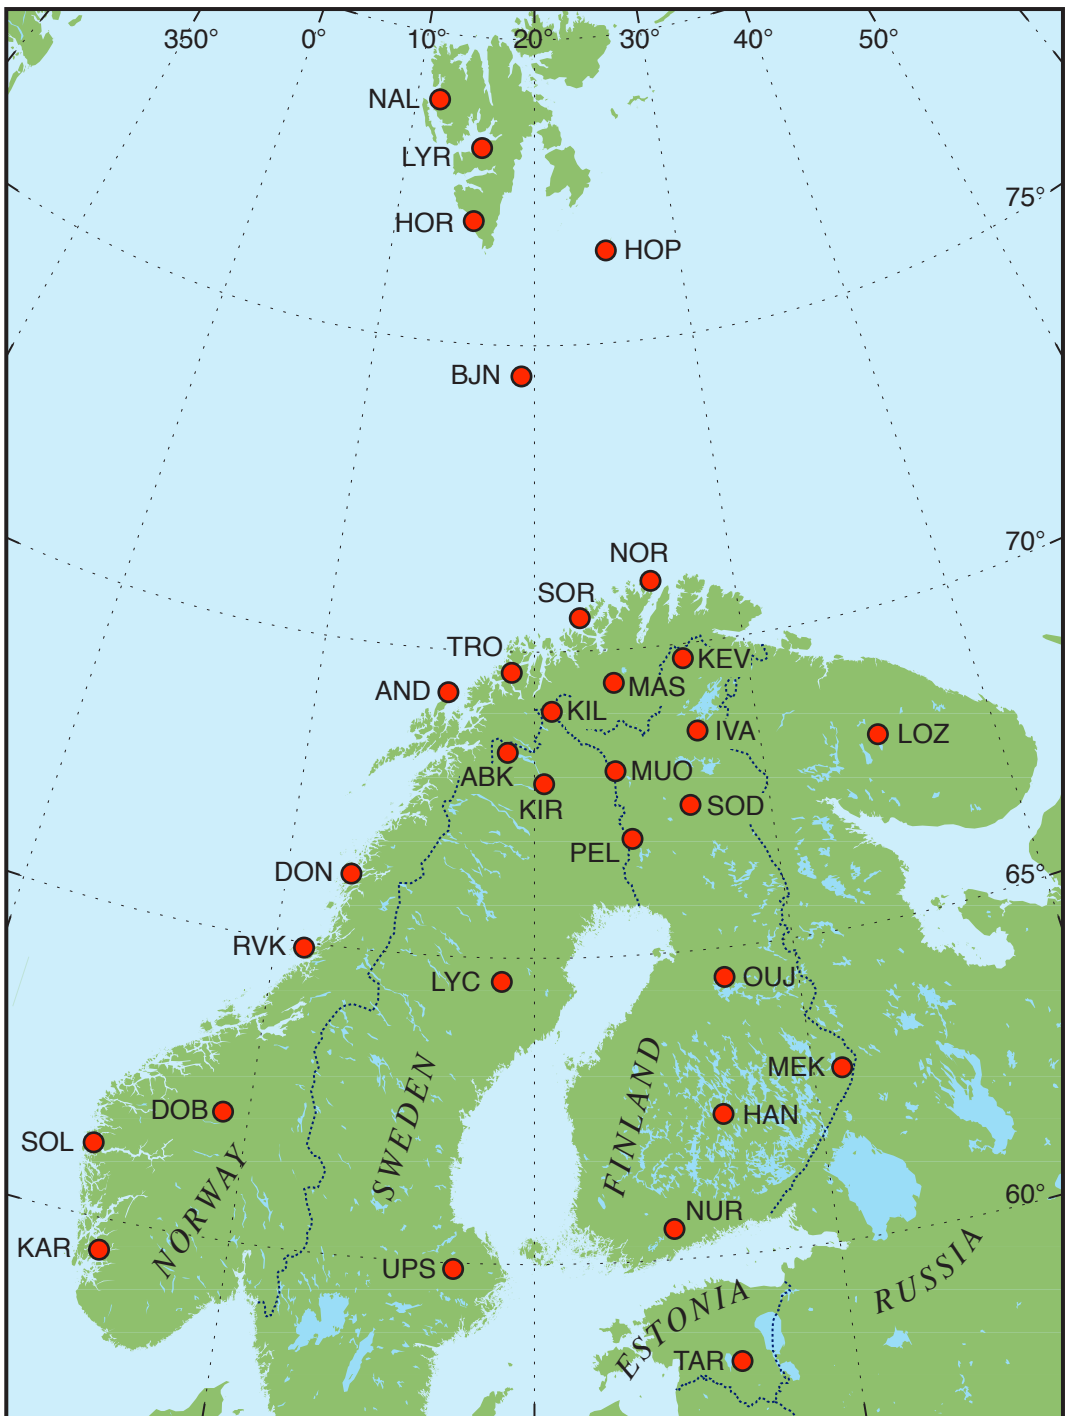 350° 0° 10° 20° 30° 40° 50°
NAL
LYR
75°
HOR
HOP
BJN
70°
NOR
SOR
TRO
KEV
AND
MAS
KIL
IVA
LOZ
ABK
MUO
KIR
SOD
PEL
DON
65°
RVK
LYC
OUJ
MEK
DOB
HAN
SOL
SWEDEN
FINLAND
60°
NORWAY
NUR
KAR
UPS
RUSSIA
ESTONIA
TAR